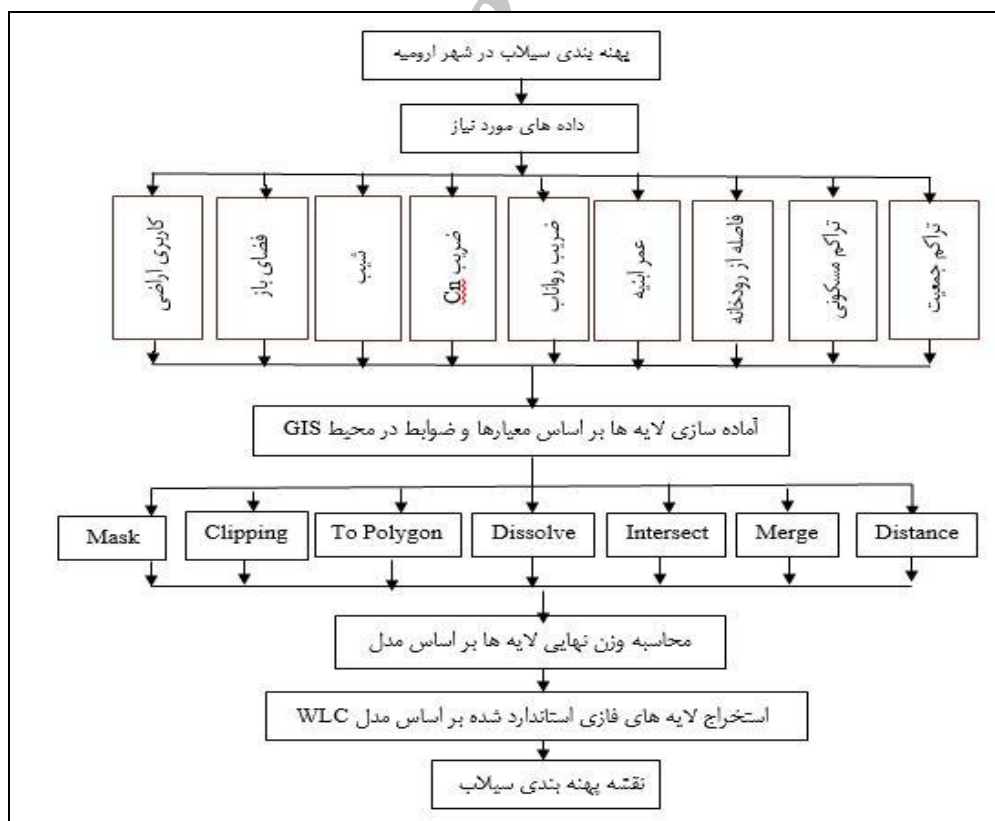 پهنه بندی سیلاب در شهر ارومیه
داده های مورد نیاز
تراکم جمعیت
تراکم مسکونی
فاصله از رودخانه
عمر ابنیه
ضریب رواناب
ضریب Cn
شیب
فضای باز
کاربری اراضی
آماده سازی لایه ها بر اساس معیارها و ضوابط در محیط GIS
Mask
Clipping
To Polygon
Dissolve
Intersect
Merge
Distance
محاسبه وزن نهایی لایه ها بر اساس مدل
استخراج لایه های فازی استاندارد شده بر اساس مدل WLC
نقشه پهنه بندی سیلاب